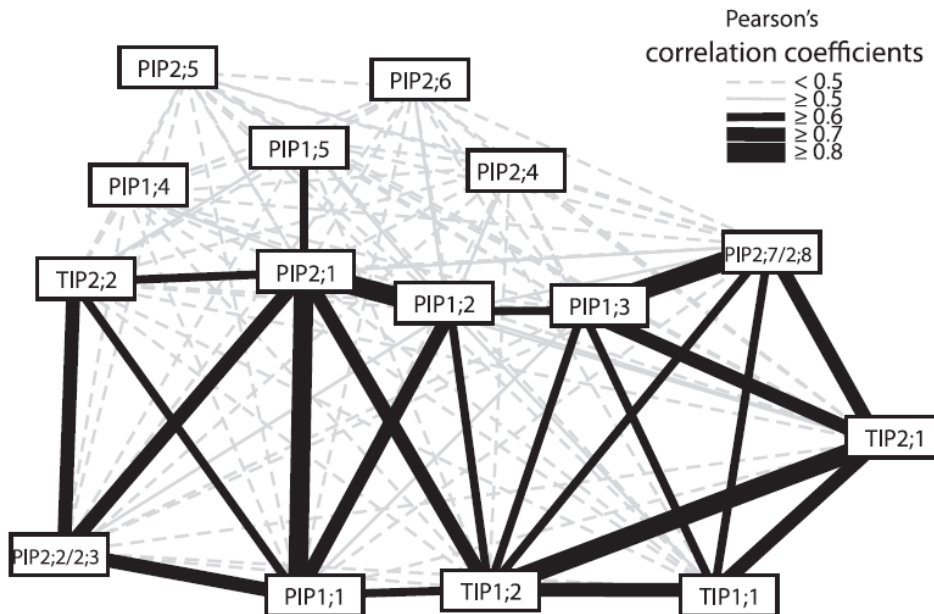 Pearson's
correlation coefficients
< 0.5
≥ 0.5
≥ 0.6
≥ 0.7
≥ 0.8
PIP2;5
PIP2;6
PIP1;5
PIP1;4
PIP2;4
PIP2;7/2;8
TIP2;2
PIP2;1
PIP1;2
PIP1;3
TIP2;1
PIP2;2/2;3
PIP1;1
TIP1;2
TIP1;1